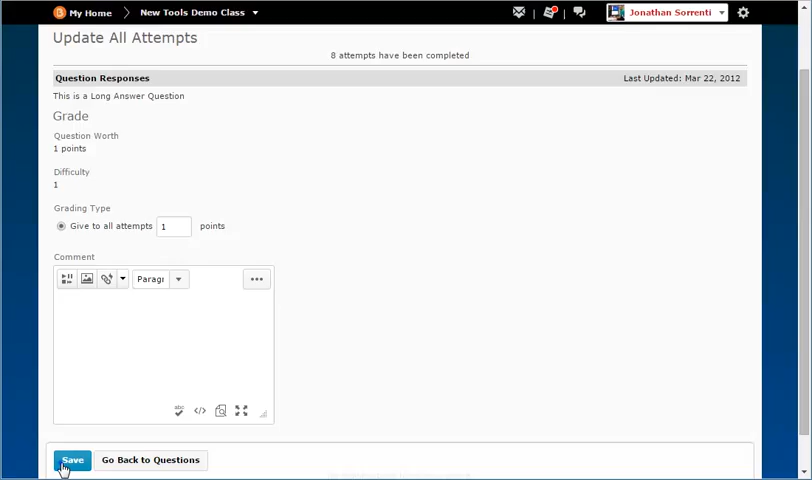 My Home
New Tools Demo Class
Jonathan Sorrenti
Update All Attempts
8 attempts have been completed
Question Responses
Last Updated: Mar 22, 2012
This is a Long Answer Question
Grade
Question Worth
1 points
Difficulty
1
Grading Type
Give to all attempts 1 points
Comment
Paragr
abc
Save
Go Back to Questions